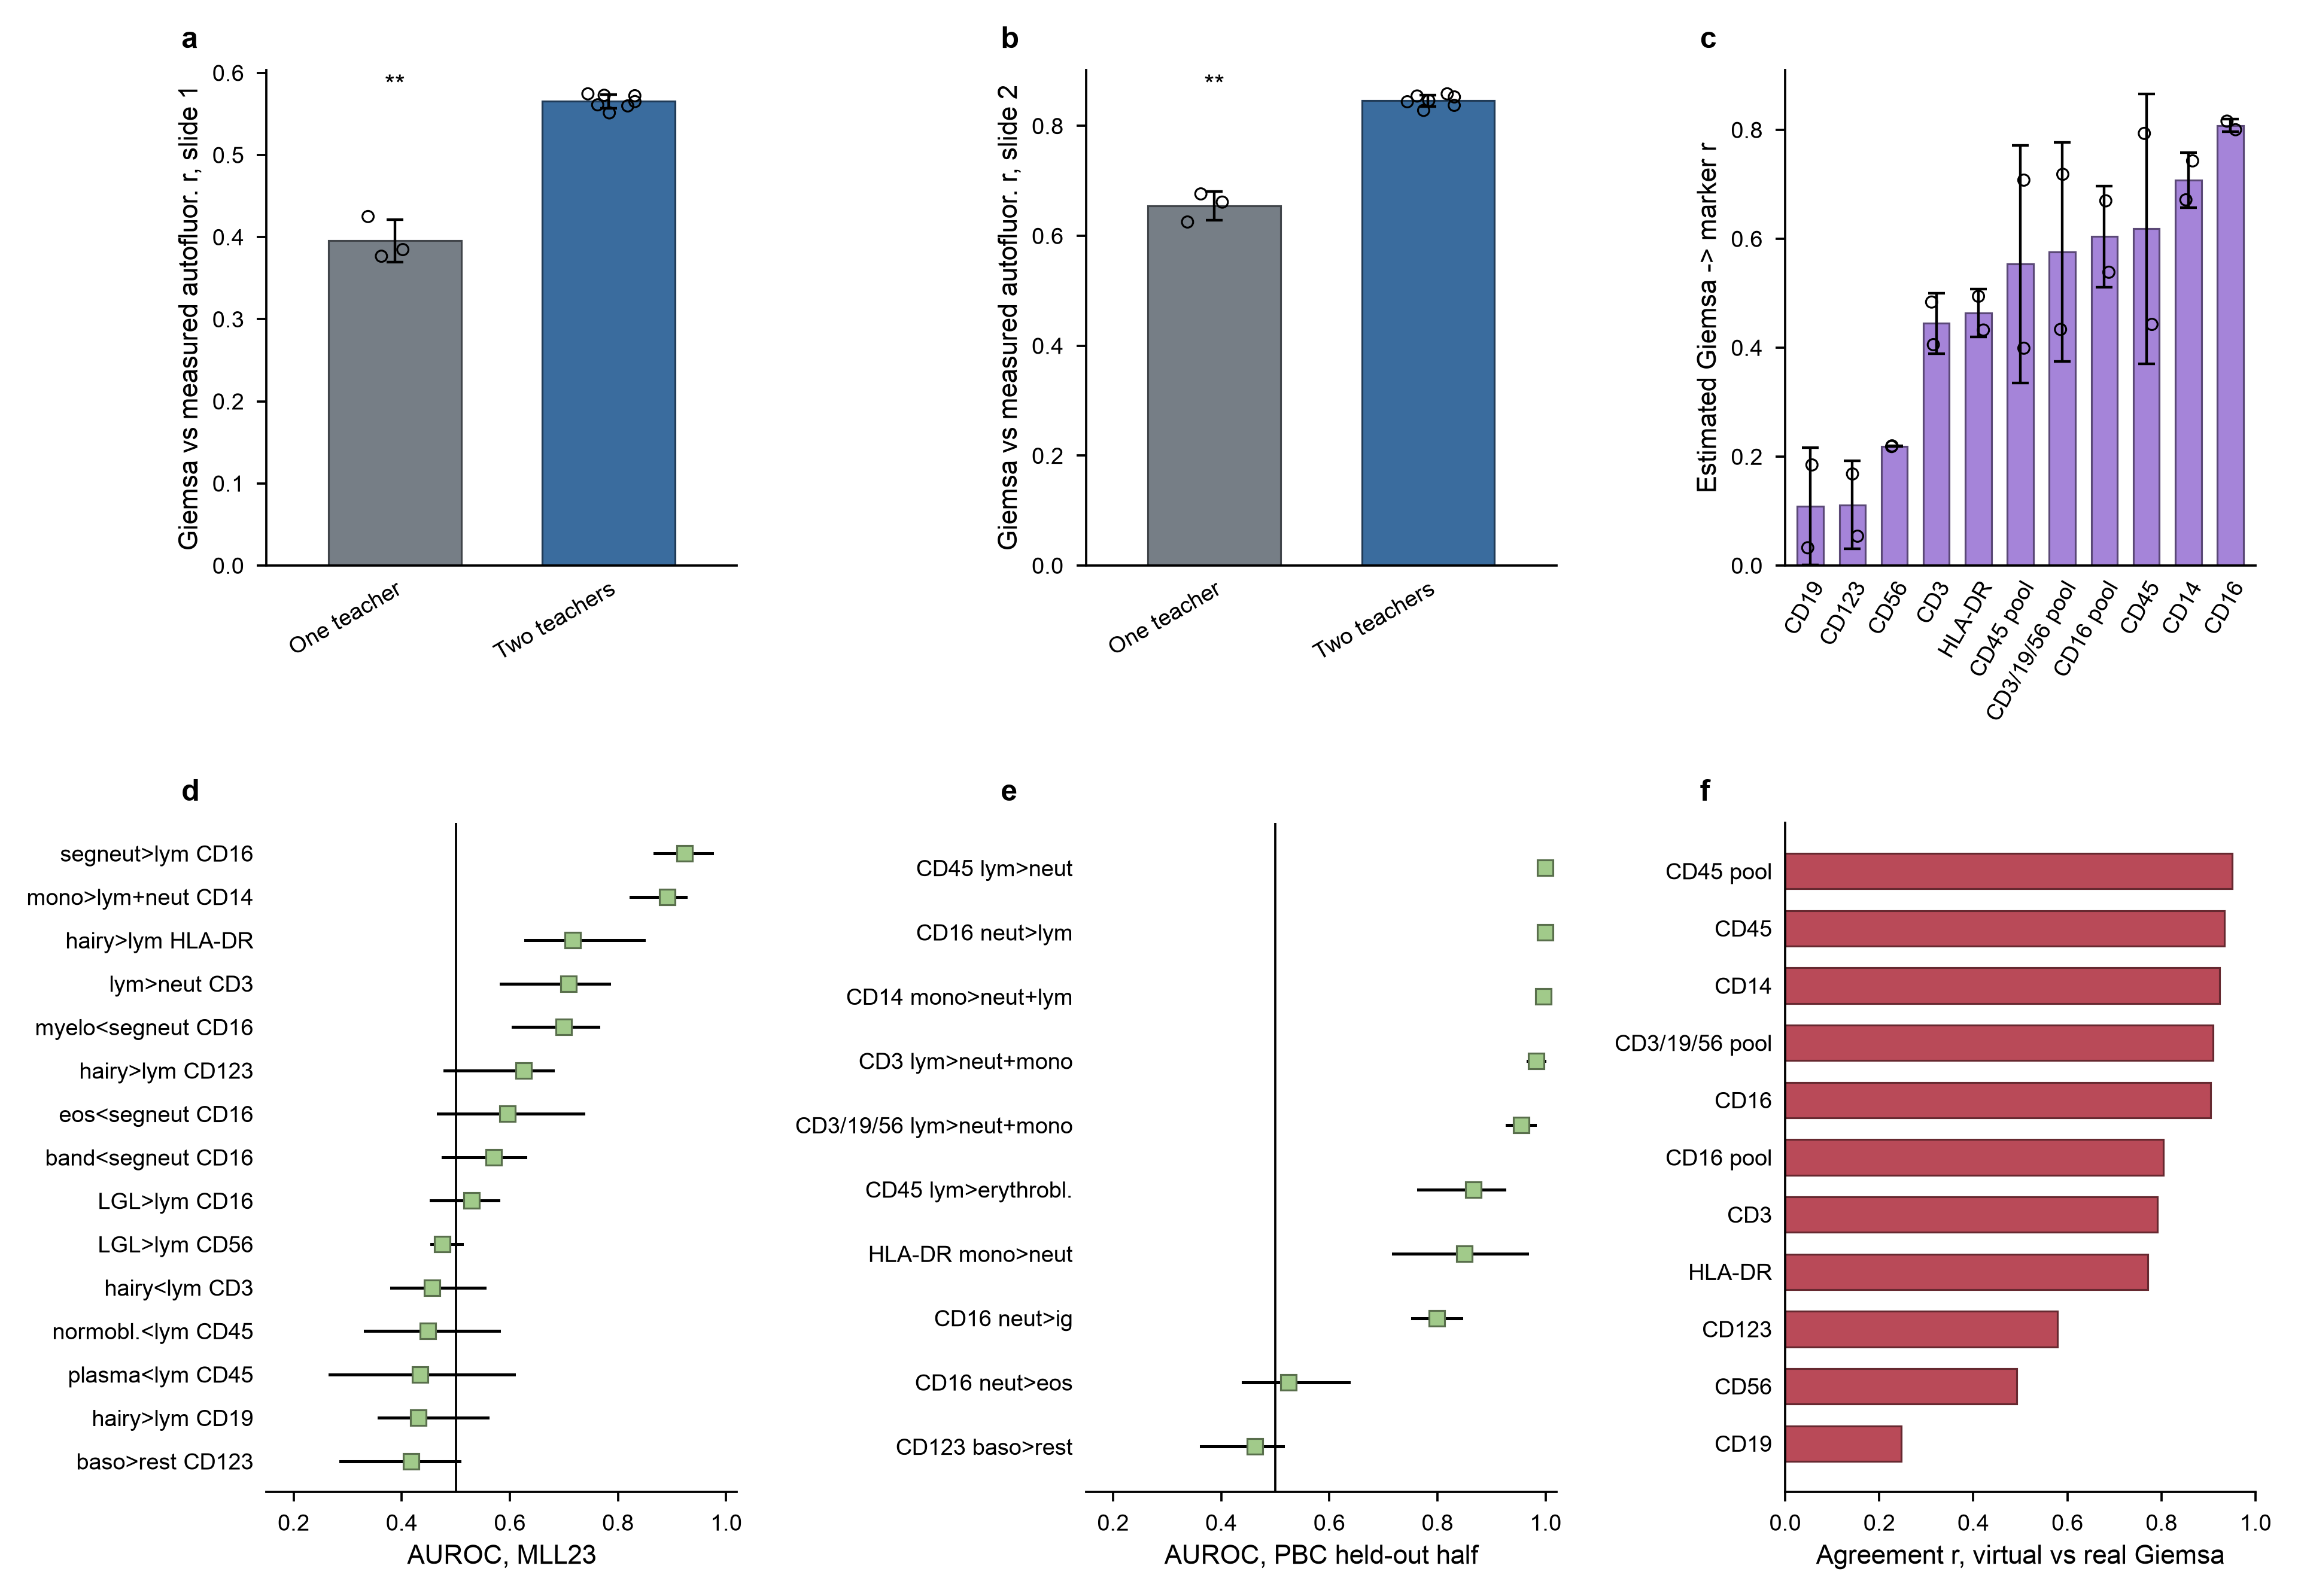 a
Giemsa vs measured autofluor. r, slide 1
0.6
0.5
0.4
0.3
0.2
0.1
0.0
**
One teacher
Two teachers
b
Giemsa vs measured autofluor. r, slide 2
0.8
0.6
0.4
0.2
0.0
**
One teacher
Two teachers
c
Estimated Giemsa -> marker r
0.8
0.6
0.4
0.2
0.0
CD19
CD123
CD56
CD3
HLA-DR
CD45 pool
CD3/19/56 pool
CD16 pool
CD45
CD14
CD16
d
segneut>lym CD16
mono>lym+neut CD14
hairy>lym HLA-DR
lym>neut CD3
myelo<segneut CD16
hairy>lym CD123
eos<segneut CD16
band<segneut CD16
LGL>lym CD16
LGL>lym CD56
hairy<lym CD3
normobl.<lym CD45
plasma<lym CD45
hairy>lym CD19
baso>rest CD123
0.2 0.4 0.6 0.8 1.0
AUROC, MLL23
e
CD45 lym>neut
CD16 neut>lym
CD14 mono>neut+lym
CD3 lym>neut+mono
CD3/19/56 lym>neut+mono
CD45 lym>erythrobl.
HLA-DR mono>neut
CD16 neut>ig
CD16 neut>eos
CD123 baso>rest
0.2 0.4 0.6 0.8 1.0
AUROC, PBC held-out half
f
CD45 pool
CD45
CD14
CD3/19/56 pool
CD16
CD16 pool
CD3
HLA-DR
CD123
CD56
CD19
0.0 0.2 0.4 0.6 0.8 1.0
Agreement r, virtual vs real Giemsa